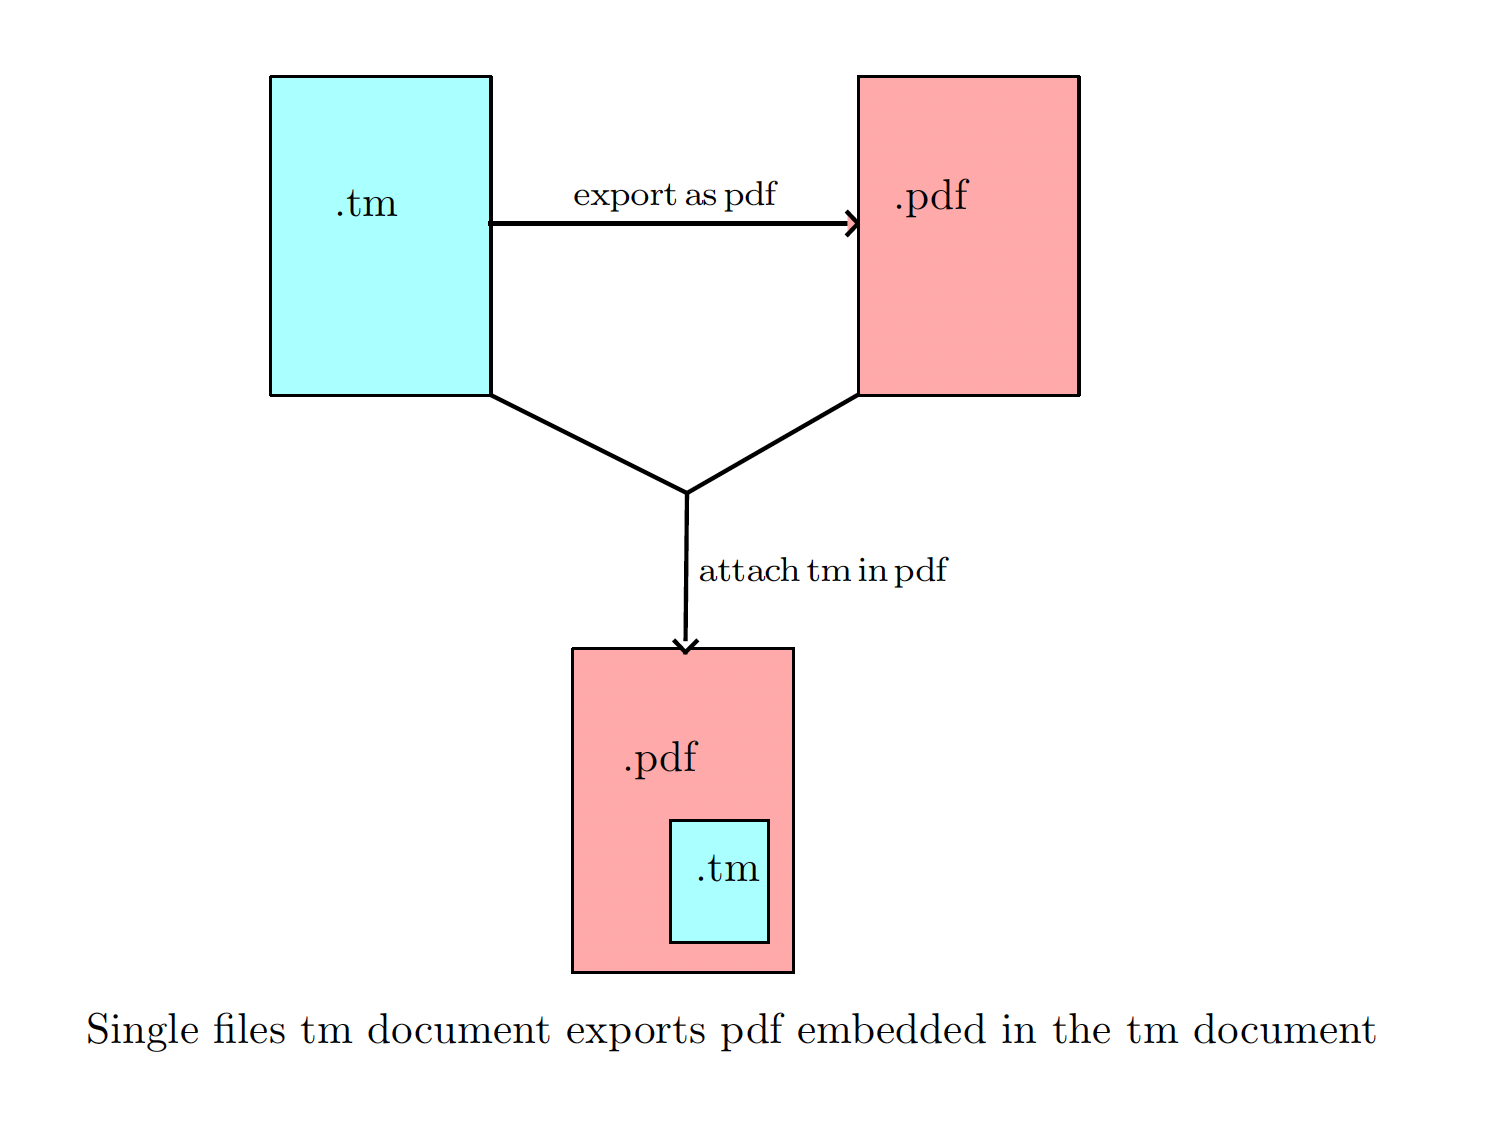 .tm
export as pdf
.pdf
attach tm in pdf
.pdf
.tm
Single files tm document exports pdf embedded in the tm document